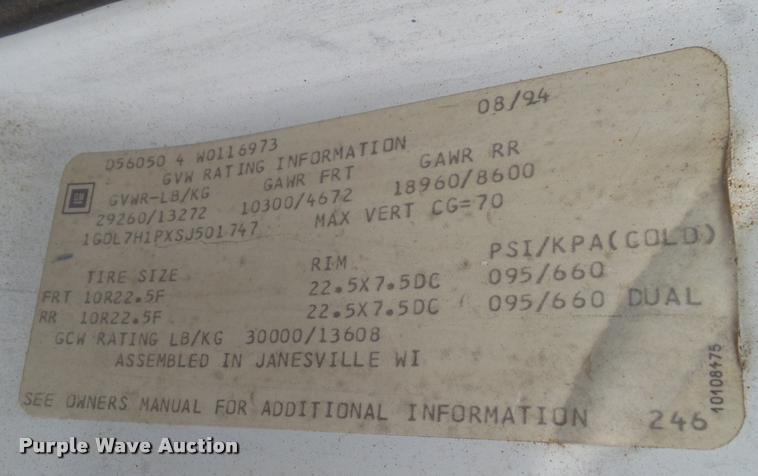 08/94
D56050 4 W0116973
GVW RATING INFORMATION
GM
GVWR-LB/KG GAWR FRT GAWR RR
29260/13272 10300/4672 18960/8600
1GDL7H1PXSJ501747 MAX VERT CG=70
TIRE SIZE RIM PSI/KPA(COLD)
FRT 10R22.5F 22.5X7.5DC 095/660
RR 10R22.5F 22.5X7.5DC 095/660 DUAL
GCW RATING LB/KG 30000/13608
ASSEMBLED IN JANESVILLE WI
SEE OWNERS MANUAL FOR ADDITIONAL INFORMATION 246
10108475
Purple Wave Auction